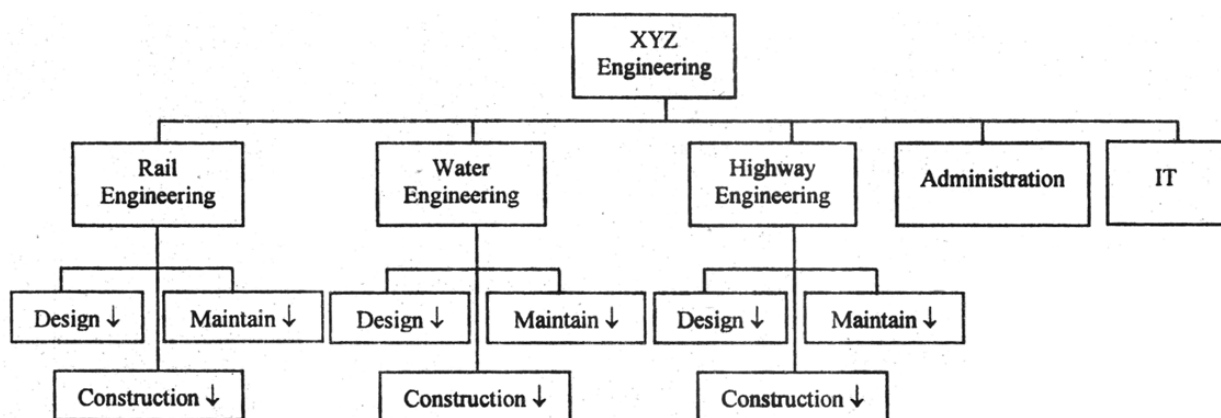 XYZ
Engineering
Rail
Engineering
Water
Engineering
Highway
Engineering
Administration
IT
Design ↓
Maintain ↓
Design ↓
Maintain ↓
Design ↓
Maintain ↓
Construction ↓
Construction ↓
Construction ↓